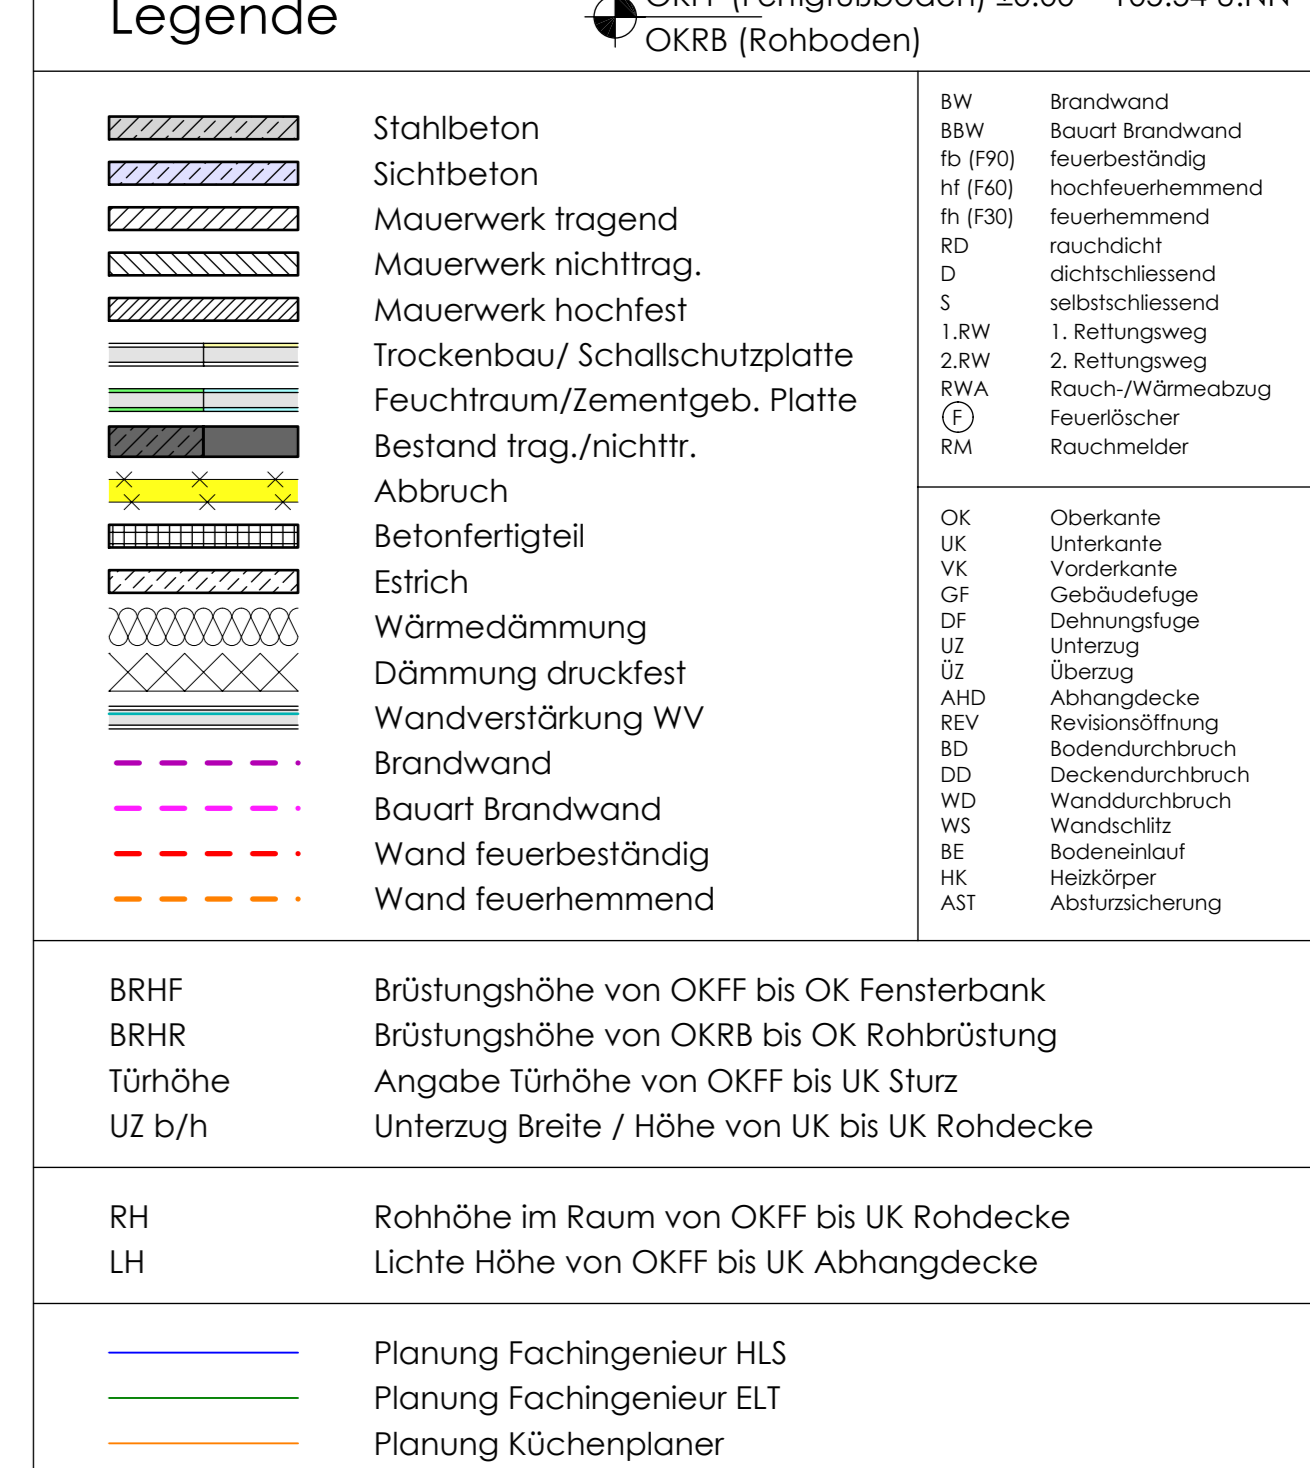 Legende
OKFF (Fertigfußboden) ±0.00
OKRB (Rohboden)
Stahlbeton
Sichtbeton
Mauerwerk tragend
Mauerwerk nichttrag.
Mauerwerk hochfest
Trockenbau/ Schallschutzplatte
Feuchtraum/Zementgeb. Platte
Bestand trag./nichttr.
Abbruch
Betonfertigteil
Estrich
Wärmedämmung
Dämmung druckfest
Wandverstärkung WV
Brandwand
Bauart Brandwand
Wand feuerbeständig
Wand feuerhemmend
BW Brandwand
BBW Bauart Brandwand
fb (F90) feuerbeständig
hf (F60) hochfeuerhemmend
fh (F30) feuerhemmend
RD rauchdicht
D dichtschliessend
S selbstschliessend
1.RW 1. Rettungsweg
2.RW 2. Rettungsweg
RWA Rauch-/Wärmeabzug
F Feuerlöscher
RM Rauchmelder
OK Oberkante
UK Unterkante
VK Vorderkante
GF Gebäudefuge
DF Dehnungsfuge
UZ Unterzug
ÜZ Überzug
AHD Abhangdecke
REV Revisionsöffnung
BD Bodendurchbruch
DD Deckendurchbruch
WD Wanddurchbruch
WS Wandschlitz
BE Bodeneinlauf
HK Heizkörper
AST Absturzsicherung
BRHF Brüstungshöhe von OKFF bis OK Fensterbank
BRHR Brüstungshöhe von OKRB bis OK Rohbrüstung
Türhöhe Angabe Türhöhe von OKFF bis UK Sturz
UZ b/h Unterzug Breite / Höhe von UK bis UK Rohdecke
RH Rohhöhe im Raum von OKFF bis UK Rohdecke
LH Lichte Höhe von OKFF bis UK Abhangdecke
Planung Fachingenieur HLS
Planung Fachingenieur ELT
Planung Küchenplaner